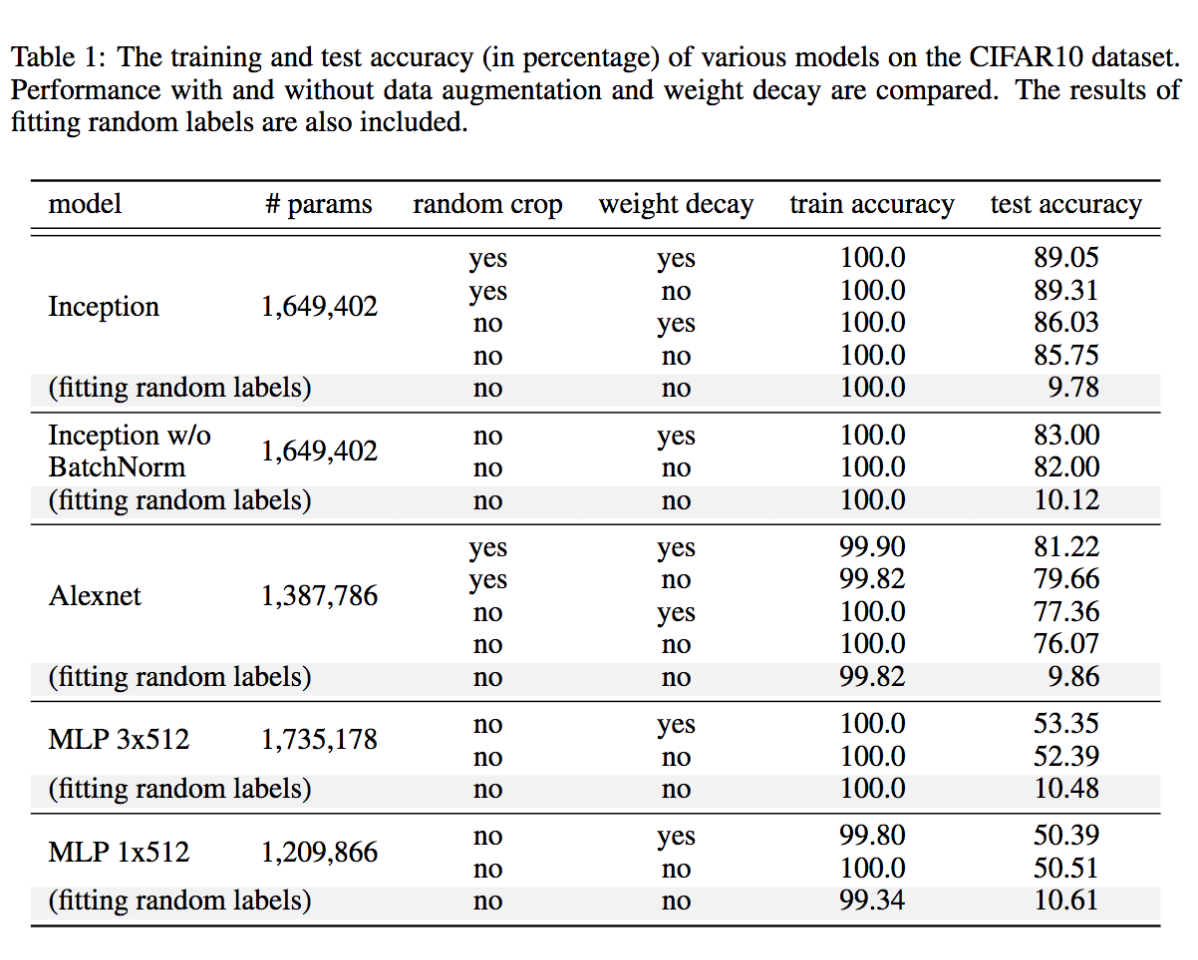 Table 1: The training and test accuracy (in percentage) of various models on the CIFAR10 dataset.
Performance with and without data augmentation and weight decay are compared. The results of
fitting random labels are also included.
model # params random crop weight decay train accuracy test accuracy
yes yes 100.0 89.05
yes no 100.0 89.31
Inception 1,649,402
no yes 100.0 86.03
no no 100.0 85.75
(fitting random labels) no no 100.0 9.78
Inception w/o no yes 100.0 83.00
1,649,402
BatchNorm no no 100.0 82.00
(fitting random labels) no no 100.0 10.12
yes yes 99.90 81.22
yes no 99.82 79.66
Alexnet 1,387,786
no yes 100.0 77.36
no no 100.0 76.07
(fitting random labels) no no 99.82 9.86
no yes 100.0 53.35
MLP 3x512 1,735,178
no no 100.0 52.39
(fitting random labels) no no 100.0 10.48
no yes 99.80 50.39
MLP 1x512 1,209,866
no no 100.0 50.51
(fitting random labels) no no 99.34 10.61